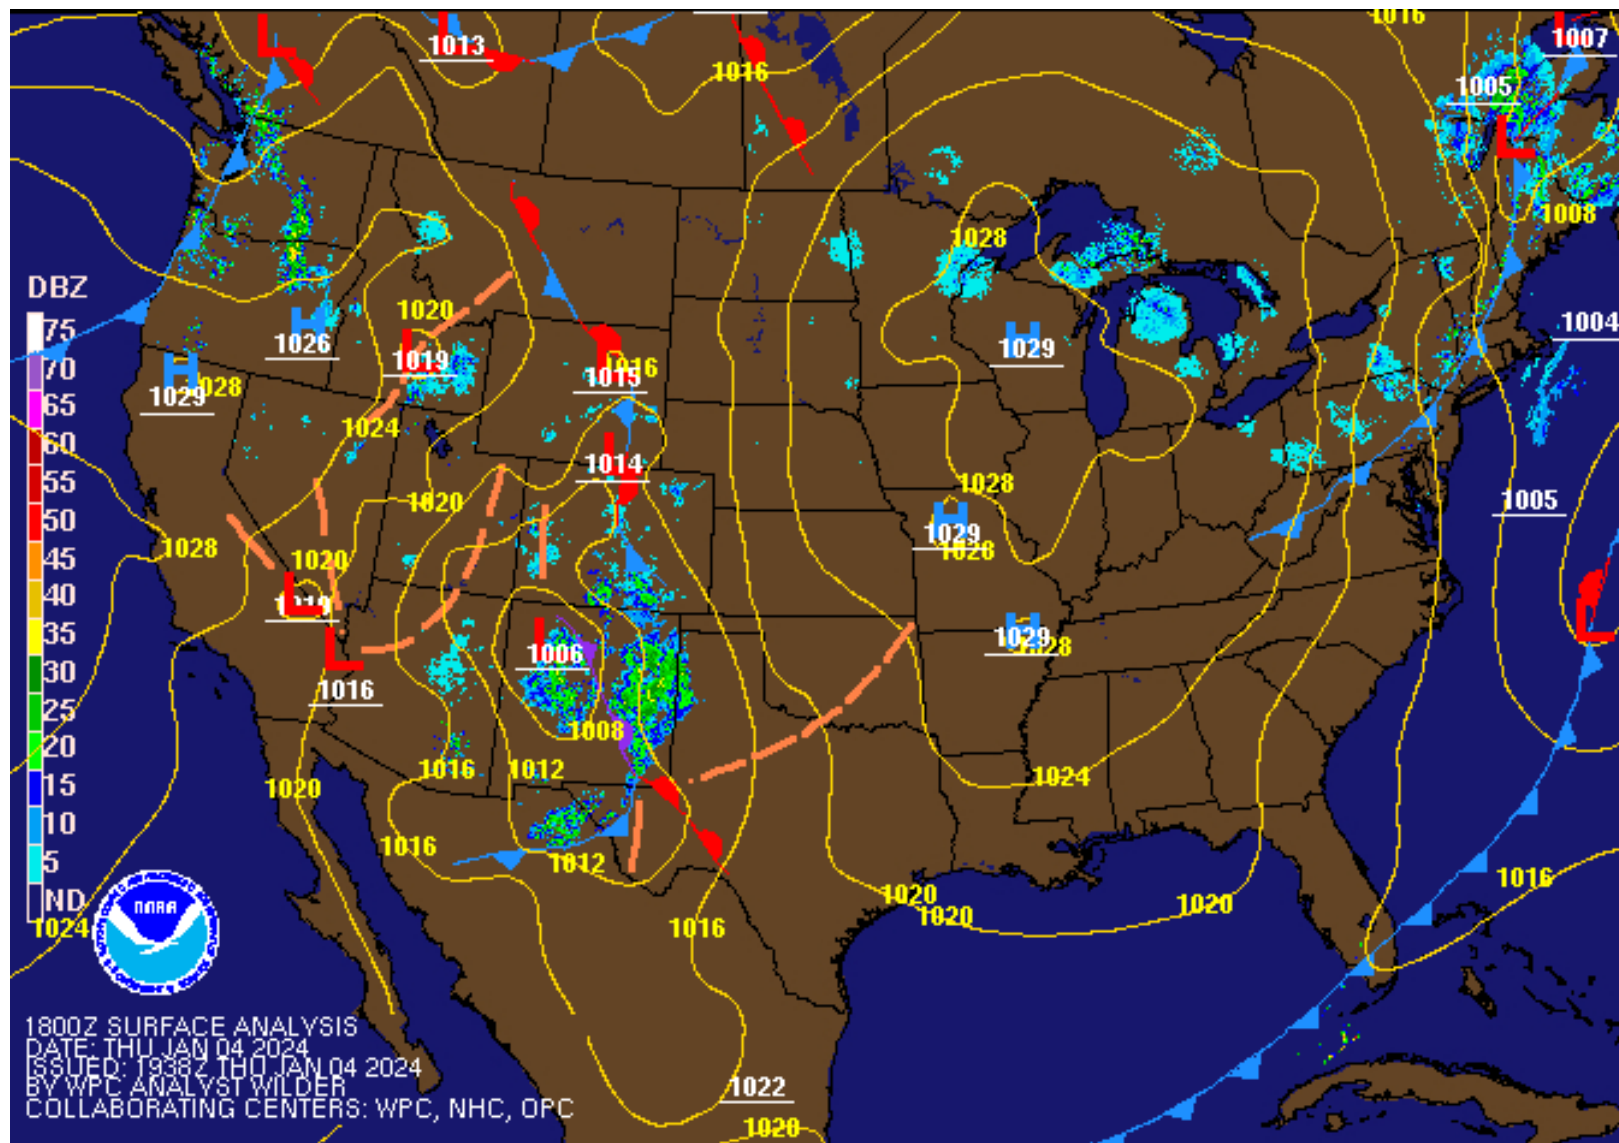 1016
1013
1007
1016
1005
1008
1028
DBZ
75
70
65
60
55
50
45
40
35
30
25
20
15
10
5
ND
1020
1004
1026
1019
1016
1015
1029
1029
1028
1024
1014
1020
1028
1005
1029
1028
1028
1020
1029
1028
1006
1016
1008
1016
1012
1024
1020
1016
1012
1016
1020
1020
1020
1016
1024
NOAA
1800Z SURFACE ANALYSIS
DATE: THU JAN 04 2024
ISSUED: 1938Z THU JAN 04 2024
BY WPC ANALYST WILDER
COLLABORATING CENTERS: WPC, NHC, OPC
1022
1020
L
L
L
L
L
L
L
L
L
H
H
H
H
H